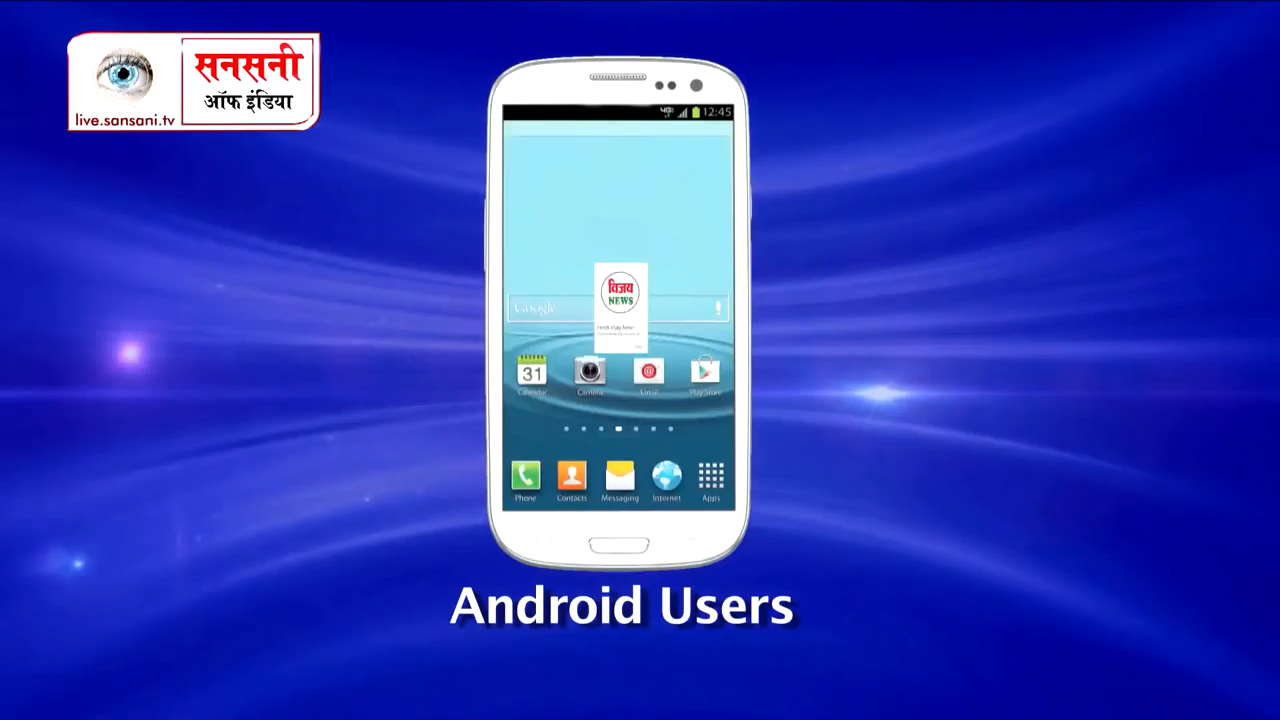 सनसनी
ऑफ इंडिया
live.sansani.tv
12:45
विजय
NEWS
Google
31
Calendar
Camera
Email
Play Store
Phone
Contacts
Messaging
Internet
Apps
Android Users